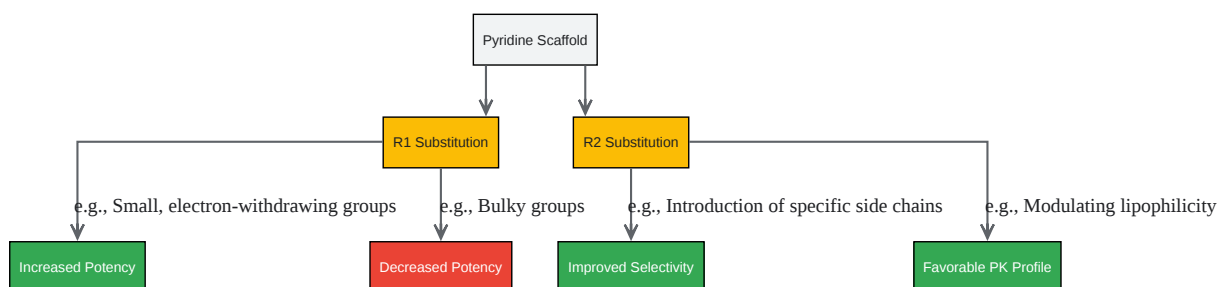 Pyridine Scaffold
R1 Substitution
R2 Substitution
e.g., Small, electron-withdrawing groups
e.g., Bulky groups
e.g., Introduction of specific side chains
e.g., Modulating lipophilicity
Increased Potency
Decreased Potency
Improved Selectivity
Favorable PK Profile